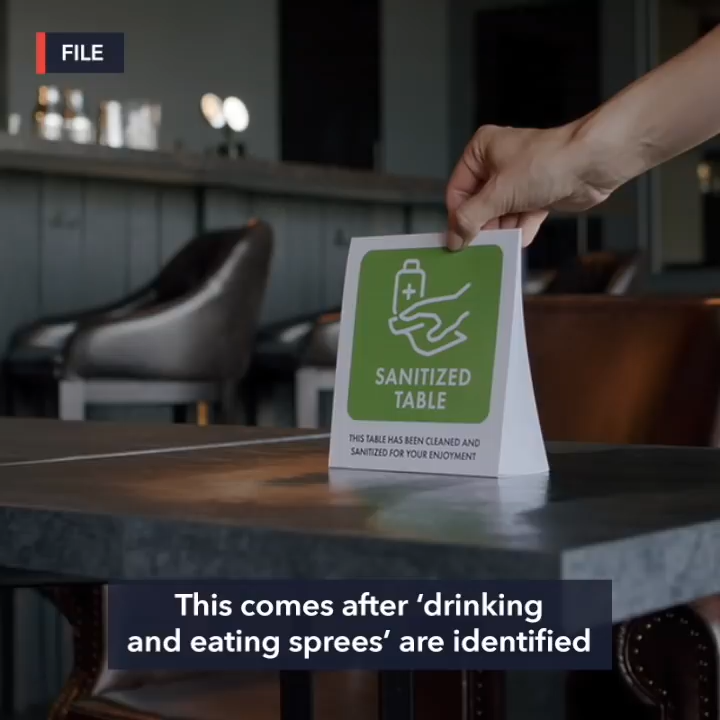 FILE
SANITIZED
TABLE
THIS TABLE HAS BEEN CLEANED AND
SANITIZED FOR YOUR ENJOYMENT
This comes after ‘drinking
and eating sprees’ are identified